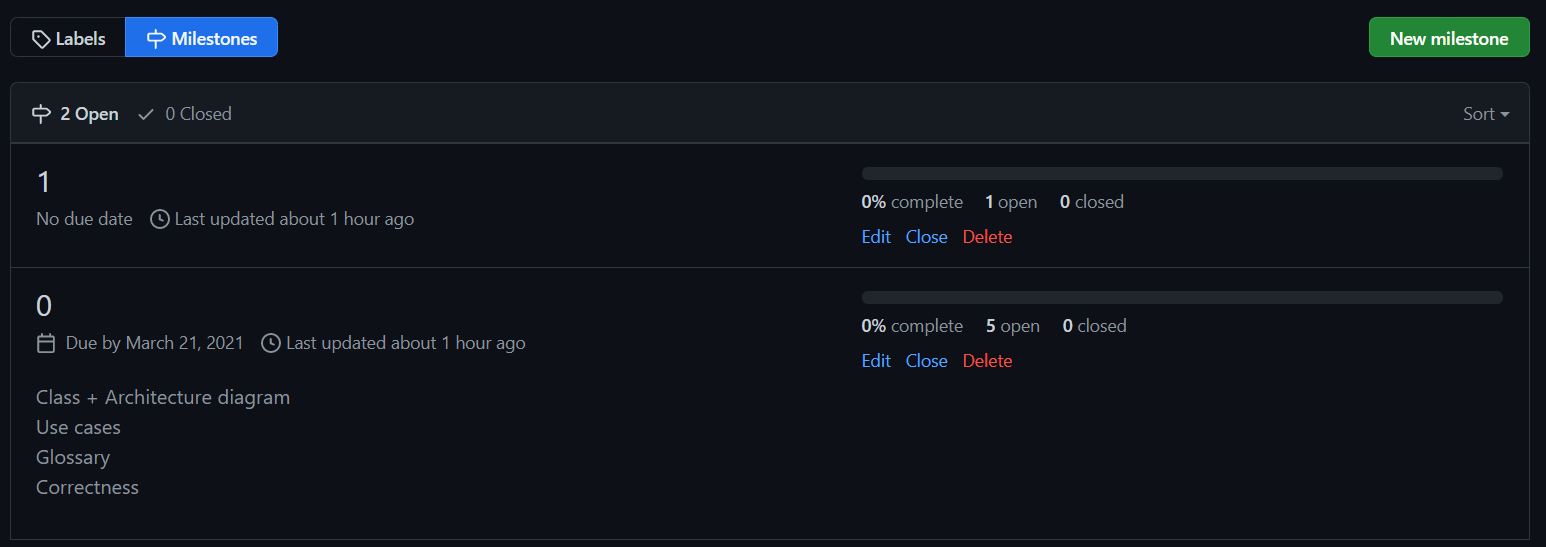 Labels Milestones New milestone
2 Open 0 Closed Sort
1
0% complete 1 open 0 closed
No due date Last updated about 1 hour ago
Edit Close Delete
0
0% complete 5 open 0 closed
Due by March 21, 2021 Last updated about 1 hour ago
Edit Close Delete
Class + Architecture diagram
Use cases
Glossary
Correctness